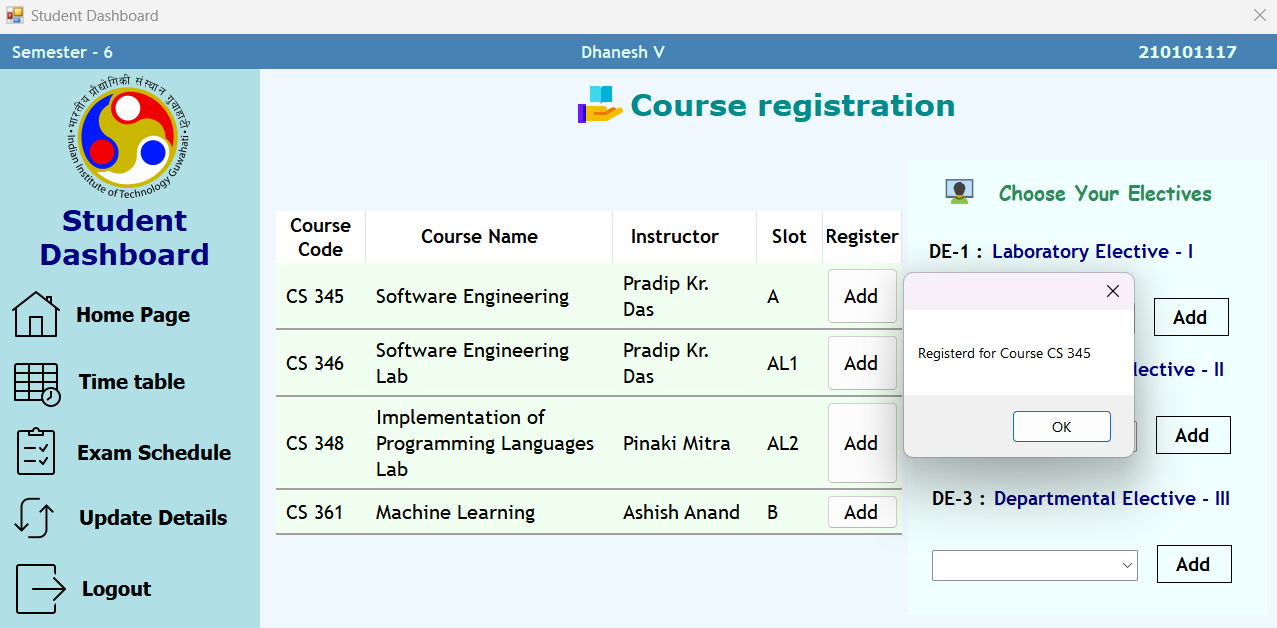 Student Dashboard
Semester - 6
Dhanesh V
210101117
भारतीय प्रौद्योगिकी संस्थान गुवाहाटी
Indian Institute of Technology Guwahati
Student
Dashboard
Home Page
Time table
Exam Schedule
Update Details
Logout
Course registration
Course
Code
Course Name
Instructor
Slot
Register
CS 345
Software Engineering
Pradip Kr.
Das
A
Add
CS 346
Software Engineering
Lab
Pradip Kr.
Das
AL1
Add
CS 348
Implementation of
Programming Languages
Lab
Pinaki Mitra
AL2
Add
CS 361
Machine Learning
Ashish Anand
B
Add
Choose Your Electives
DE-1 : Laboratory Elective - I
Add
lective - II
Add
DE-3 : Departmental Elective - III
Add
Registerd for Course CS 345
OK